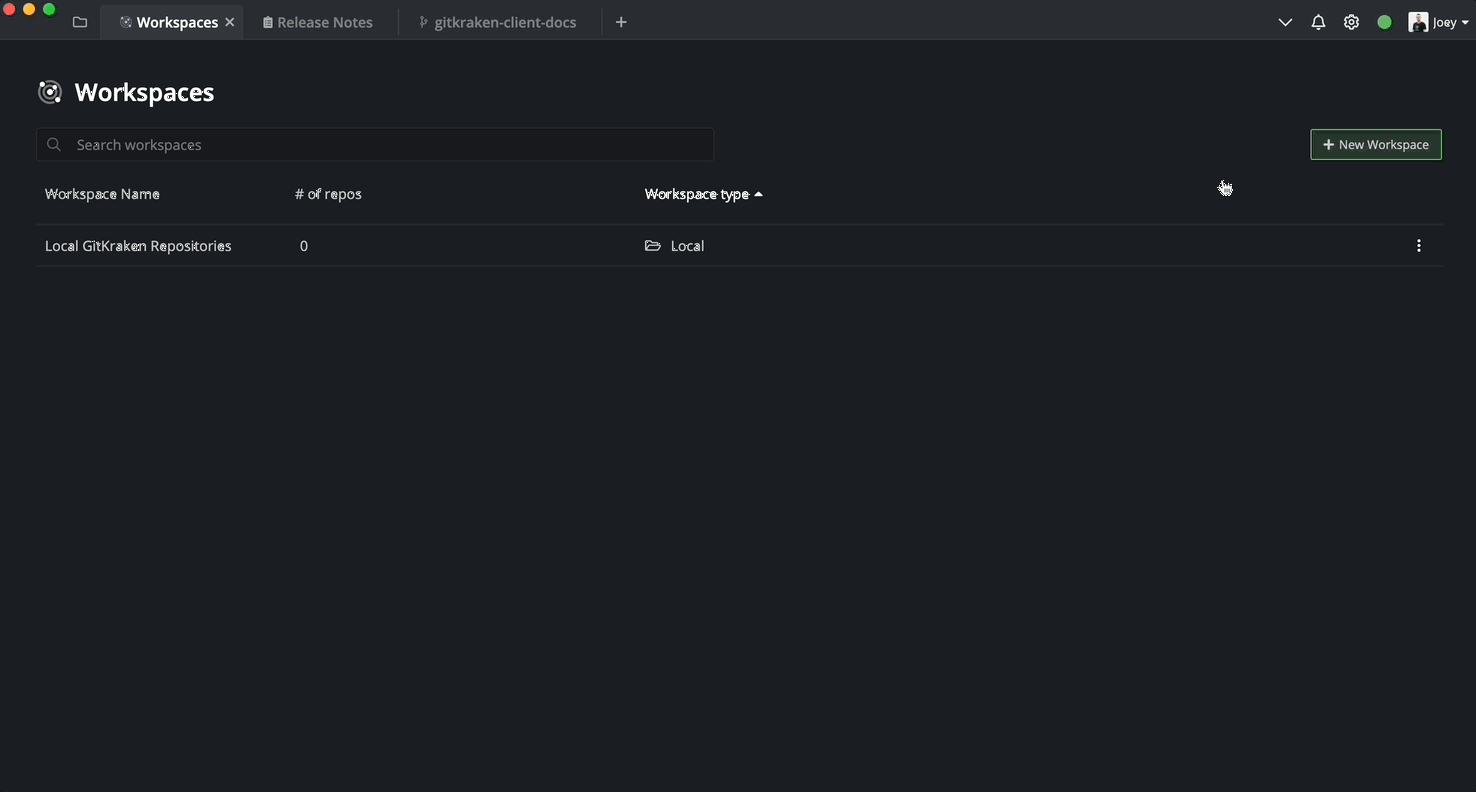 Workspaces Release Notes gitkraken-client-docs Joey
Workspaces
Search workspaces New Workspace
Workspace Name # of repos Workspace type
Local GitKraken Repositories 0 Local